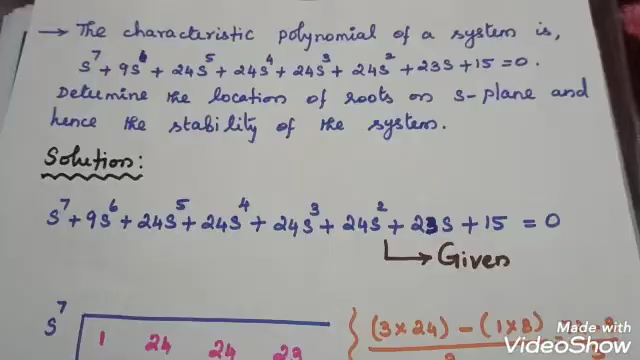 → The characteristic polynomial of a system is,
s⁷ + 9s⁶ + 24s⁵ + 24s⁴ + 24s³ + 24s² + 23s + 15 = 0.
Determine the location of roots on s-plane and
hence the stability of the system.
Solution:
s⁷ + 9s⁶ + 24s⁵ + 24s⁴ + 24s³ + 24s² + 23s + 15 = 0
Given
s⁷
1 24 24 23
(3×24) - (1×8)
Made with
VideoShow